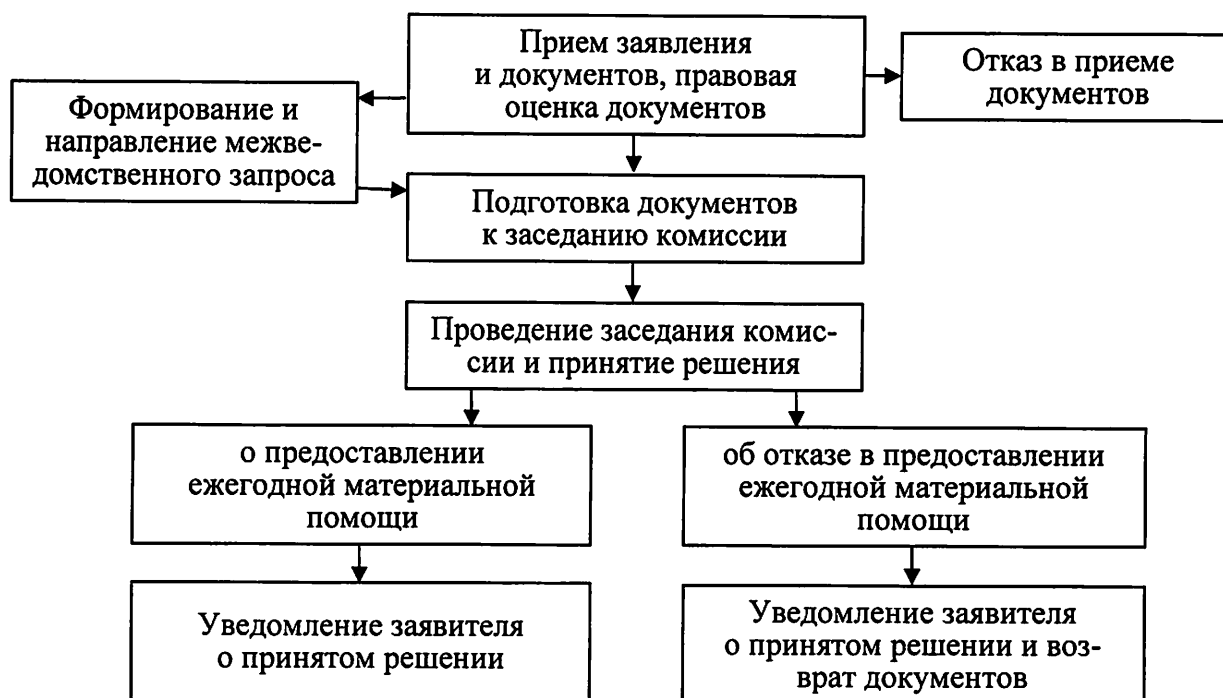 Прием заявления
и документов, правовая
оценка документов
Отказ в приеме
документов
Формирование и
направление межве-
домственного запроса
Подготовка документов
к заседанию комиссии
Проведение заседания комис-
сии и принятие решения
о предоставлении
ежегодной материальной
помощи
об отказе в предоставлении
ежегодной материальной
помощи
Уведомление заявителя
о принятом решении
Уведомление заявителя
о принятом решении и воз-
врат документов